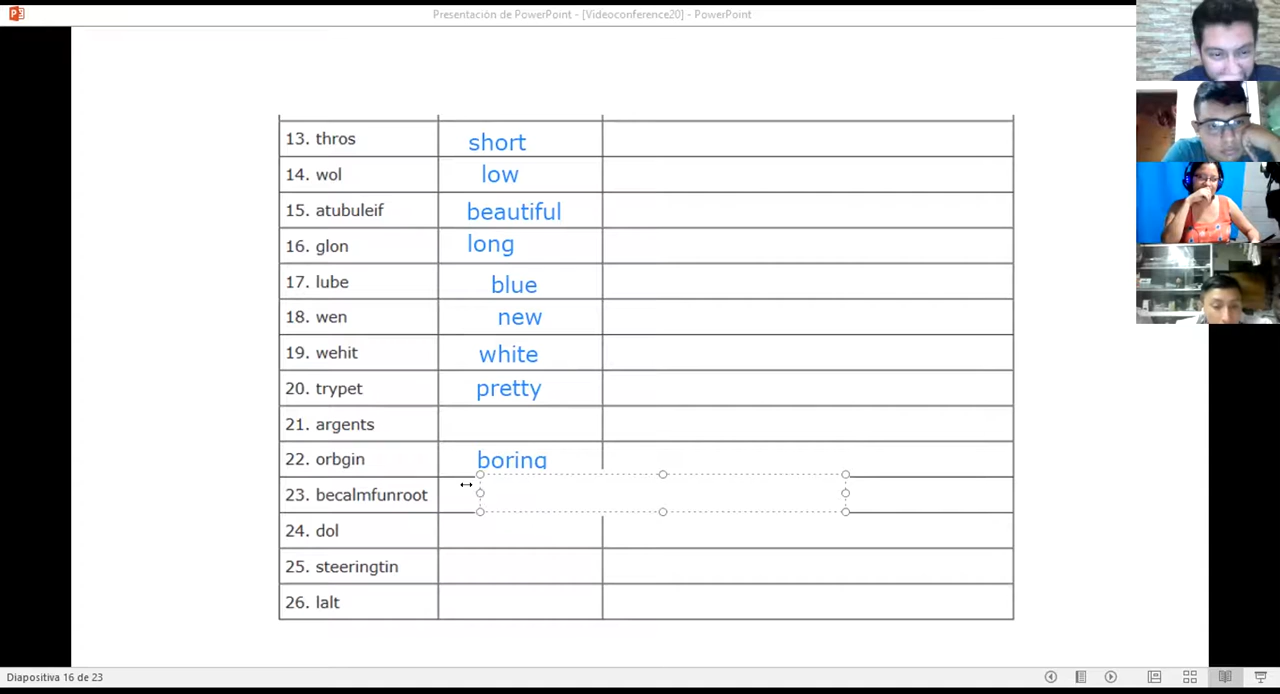 Presentación de PowerPoint - [Videoconference20] - PowerPoint
13. thros short
14. wol low
15. atubuleif beautiful
16. glon long
17. lube blue
18. wen new
19. wehit white
20. trypet pretty
21. argents
22. orbgin boring
23. becalmfunroot
24. dol
25. steeringtin
26. lalt
Diapositiva 16 de 23